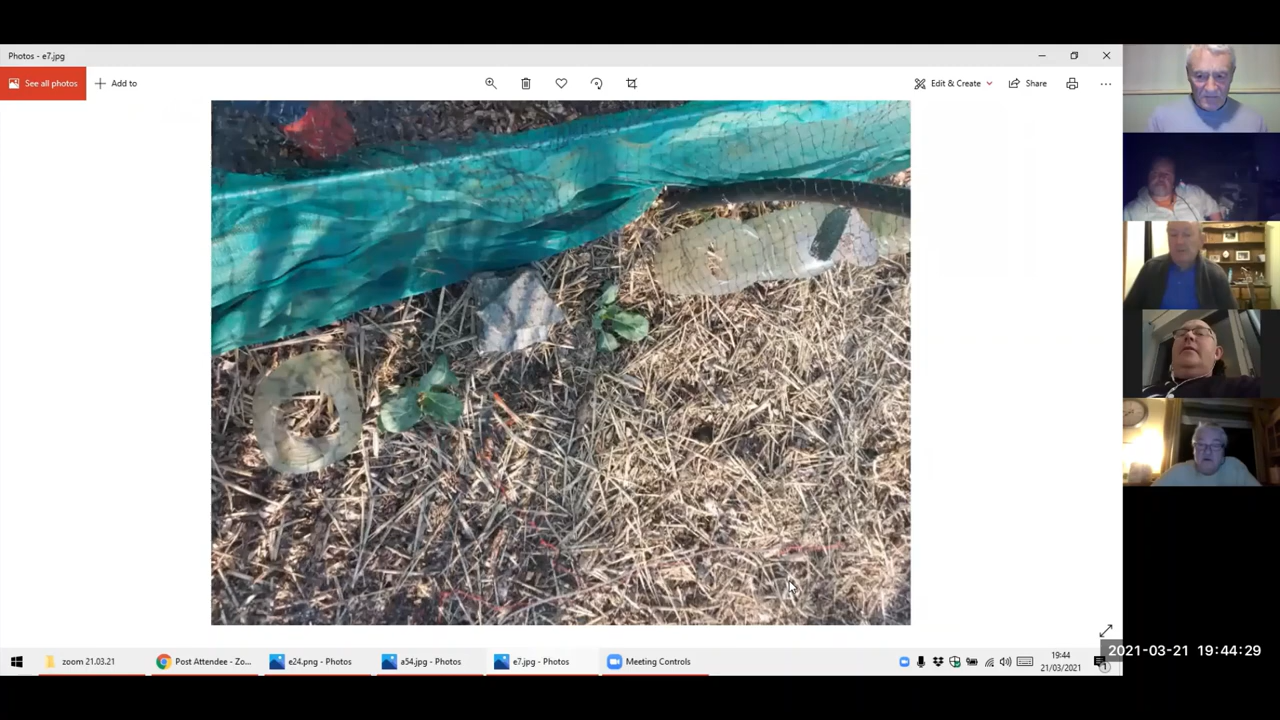 Photos - e7.jpg
See all photos
Add to
Edit & Create
Share
zoom 21.03.21
Post Attendee - Zo...
e24.png - Photos
a54.jpg - Photos
e7.jpg - Photos
Meeting Controls
19:44
21/03/2021
1
2021-03-21 19:44:29